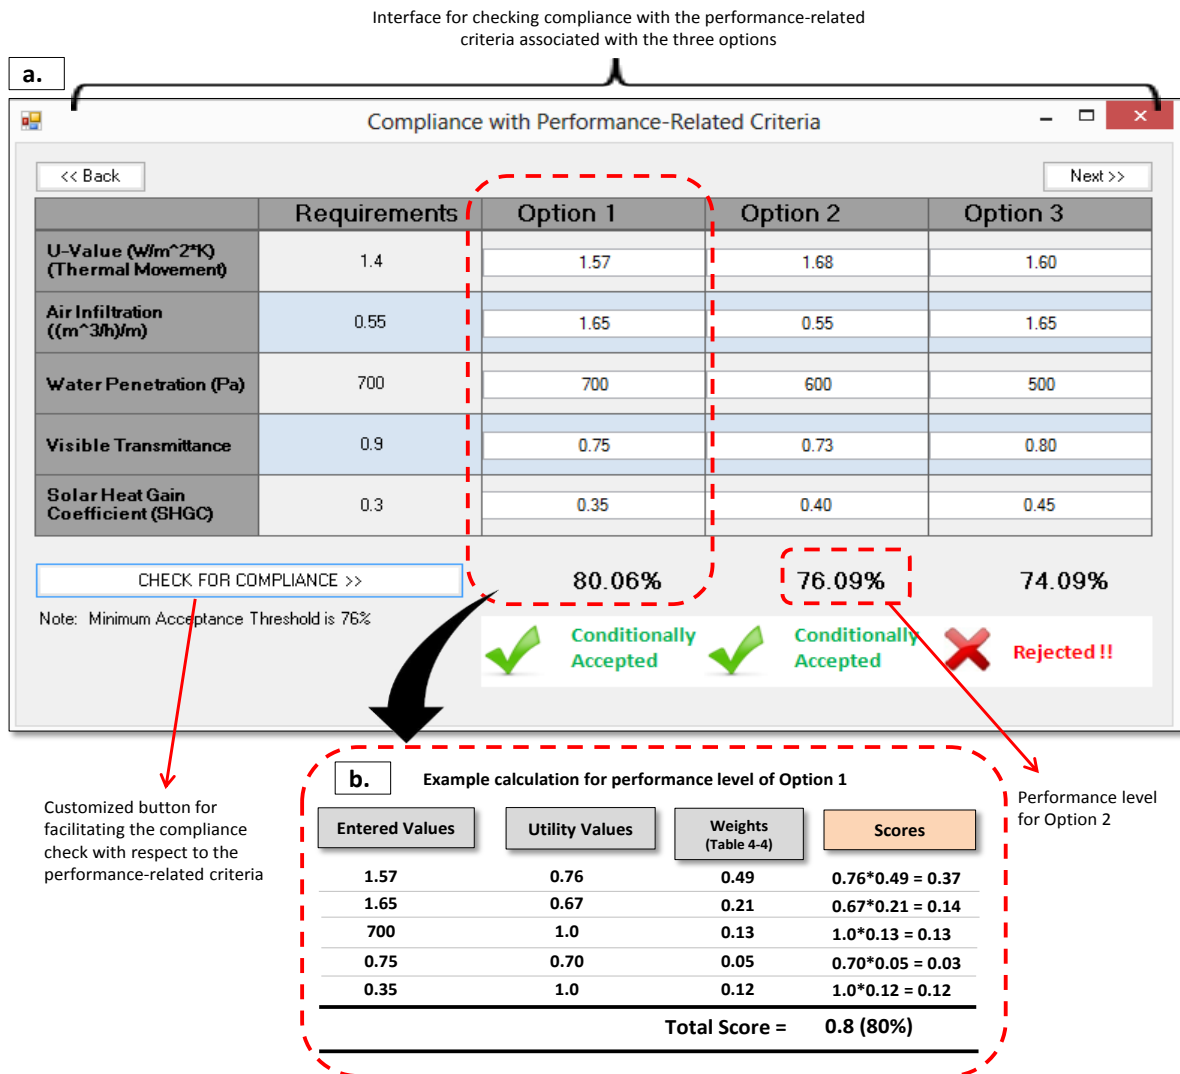 Interface for checking compliance with the performance-related
criteria associated with the three options
a.
Compliance with Performance-Related Criteria
<< Back
Next >>
Requirements Option 1 Option 2 Option 3
U-Value (W/m^2*K)
(Thermal Movement)
1.4 1.57 1.68 1.60
Air Infiltration
((m^3/h)/m)
0.55 1.65 0.55 1.65
Water Penetration (Pa) 700 700 600 500
Visible Transmittance 0.9 0.75 0.73 0.80
Solar Heat Gain
Coefficient (SHGC)
0.3 0.35 0.40 0.45
CHECK FOR COMPLIANCE >> 80.06% 76.09% 74.09%
Note: Minimum Acceptance Threshold is 76%
Conditionally
Accepted
Conditionally
Accepted
Rejected !!
Customized button for
facilitating the compliance
check with respect to the
performance-related criteria
Performance level
for Option 2
b. Example calculation for performance level of Option 1
Entered Values Utility Values Weights
(Table 4-4)
Scores
1.57 0.76 0.49 0.76*0.49 = 0.37
1.65 0.67 0.21 0.67*0.21 = 0.14
700 1.0 0.13 1.0*0.13 = 0.13
0.75 0.70 0.05 0.70*0.05 = 0.03
0.35 1.0 0.12 1.0*0.12 = 0.12
Total Score = 0.8 (80%)